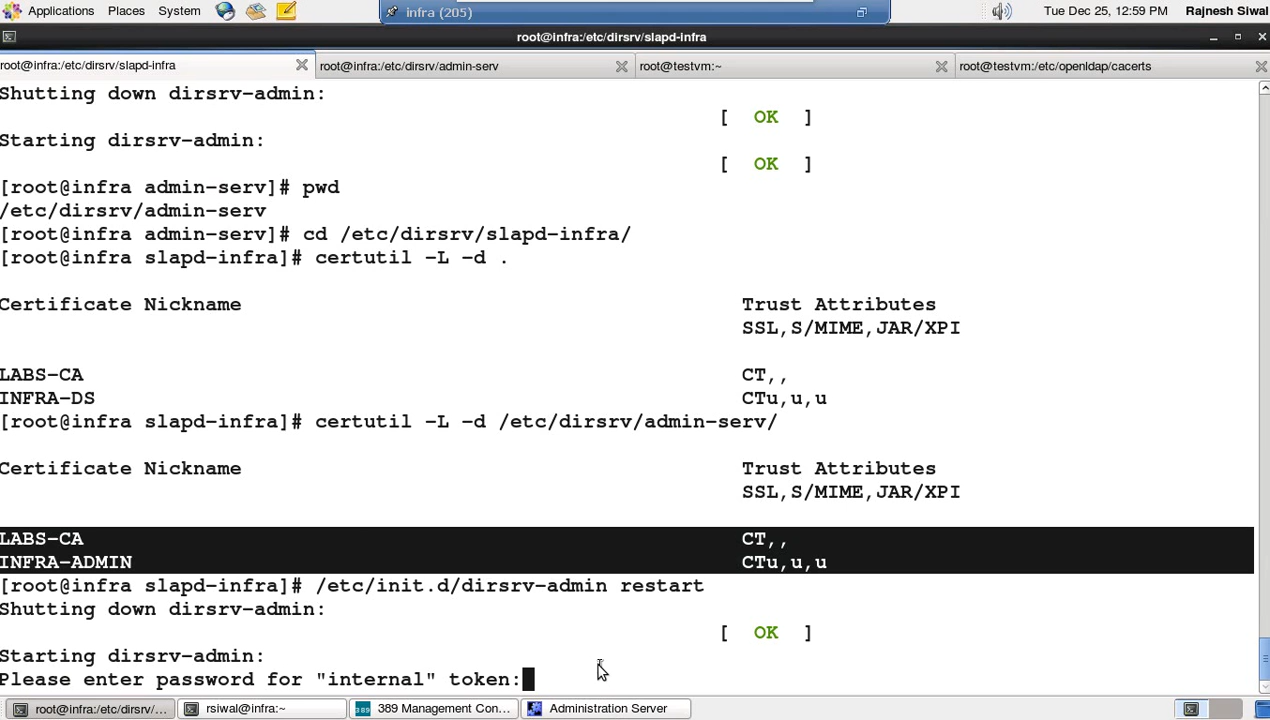 Applications Places System infra (205) Tue Dec 25, 12:59 PM Rajnesh Siwal
root@infra:/etc/dirsrv/slapd-infra
root@infra:/etc/dirsrv/slapd-infra root@infra:/etc/dirsrv/admin-serv root@testvm:~ root@testvm:/etc/openldap/cacerts
Shutting down dirsrv-admin:
[ OK ]
Starting dirsrv-admin:
[ OK ]
[root@infra admin-serv]# pwd
/etc/dirsrv/admin-serv
[root@infra admin-serv]# cd /etc/dirsrv/slapd-infra/
[root@infra slapd-infra]# certutil -L -d .
Certificate Nickname Trust Attributes
SSL,S/MIME,JAR/XPI
LABS-CA CT,,
INFRA-DS CTu,u,u
[root@infra slapd-infra]# certutil -L -d /etc/dirsrv/admin-serv/
Certificate Nickname Trust Attributes
SSL,S/MIME,JAR/XPI
LABS-CA CT,,
INFRA-ADMIN CTu,u,u
[root@infra slapd-infra]# /etc/init.d/dirsrv-admin restart
Shutting down dirsrv-admin:
[ OK ]
Starting dirsrv-admin:
Please enter password for "internal" token:
root@infra:/etc/dirsrv/... rsiwal@infra:~ 389 389 Management Con... Administration Server